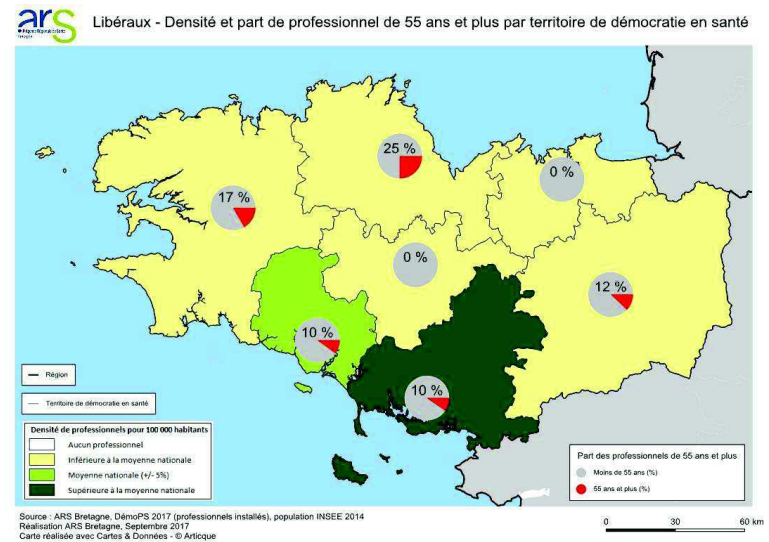 ars
Libéraux - Densité et part de professionnel de 55 ans et plus par territoire de démocratie en santé
25 %
0 %
17 %
0 %
12 %
10 %
10 %
Région
Territoire de démocratie en santé
Densité de professionnels pour 100 000 habitants
Aucun professionnel
Inférieure à la moyenne nationale
Moyenne nationale (+/- 5%)
Supérieure à la moyenne nationale
Part des professionnels de 55 ans et plus
Moins de 55 ans (%)
55 ans et plus (%)
Source : ARS Bretagne, DémoPS 2017 (professionnels installés), population INSEE 2014
Réalisation ARS Bretagne, Septembre 2017
Carte réalisée avec Cartes & Données - © Articque
0 30 60 km